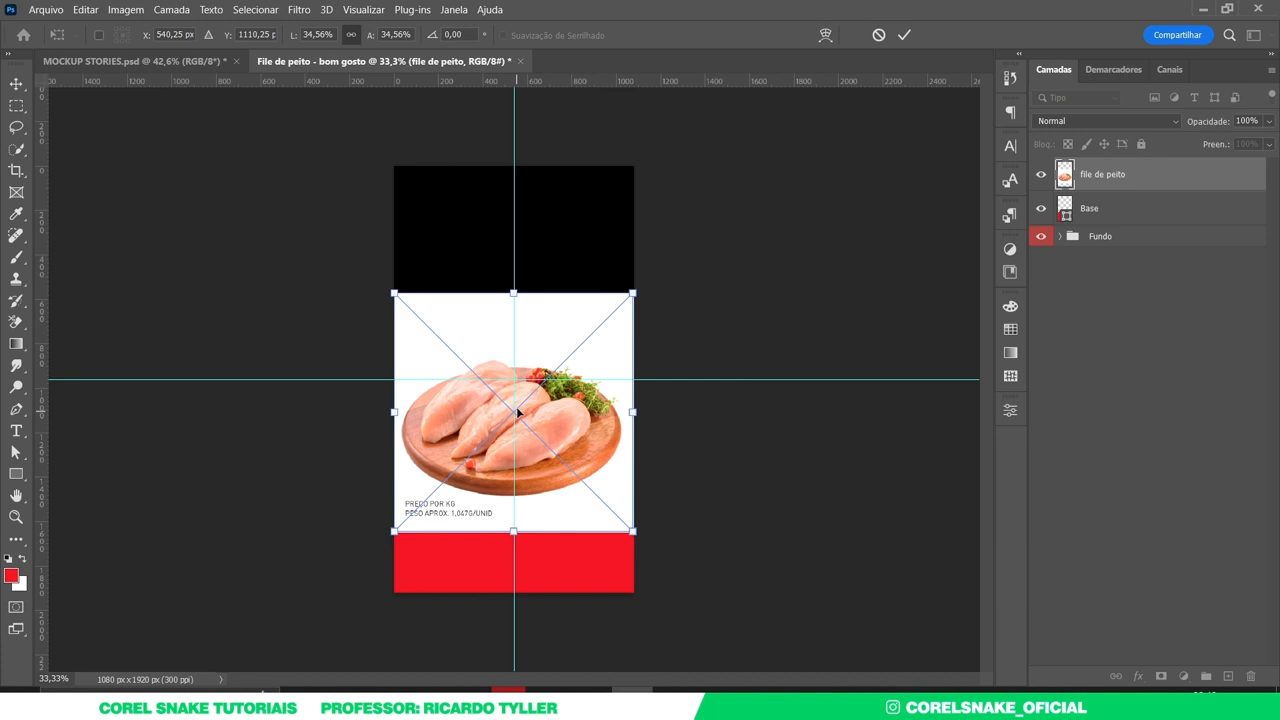 Ps Arquivo Editar Imagem Camada Texto Selecionar Filtro 3D Visualizar Plug-ins Janela Ajuda
X: 540,25 px Y: 1110,25 px L: 34,56% A: 34,56% 0,00 ° Suavização de Semilhado Compartilhar
MOCKUP STORIES.psd @ 42,6% (RGB/8*) * × File de peito - bom gosto @ 33,3% (file de peito, RGB/8#) * ×
Camadas Demarcadores Canais
Tipo
Normal Opacidade: 100%
Bloq.: Preen.: 100%
file de peito
Base
Fundo
PREÇO POR KG
PESO APROX. 1,047G/UNID
33,33% 1080 px x 1920 px (300 ppi)
COREL SNAKE TUTORIAIS PROFESSOR: RICARDO TYLLER CORELSNAKE_OFICIAL